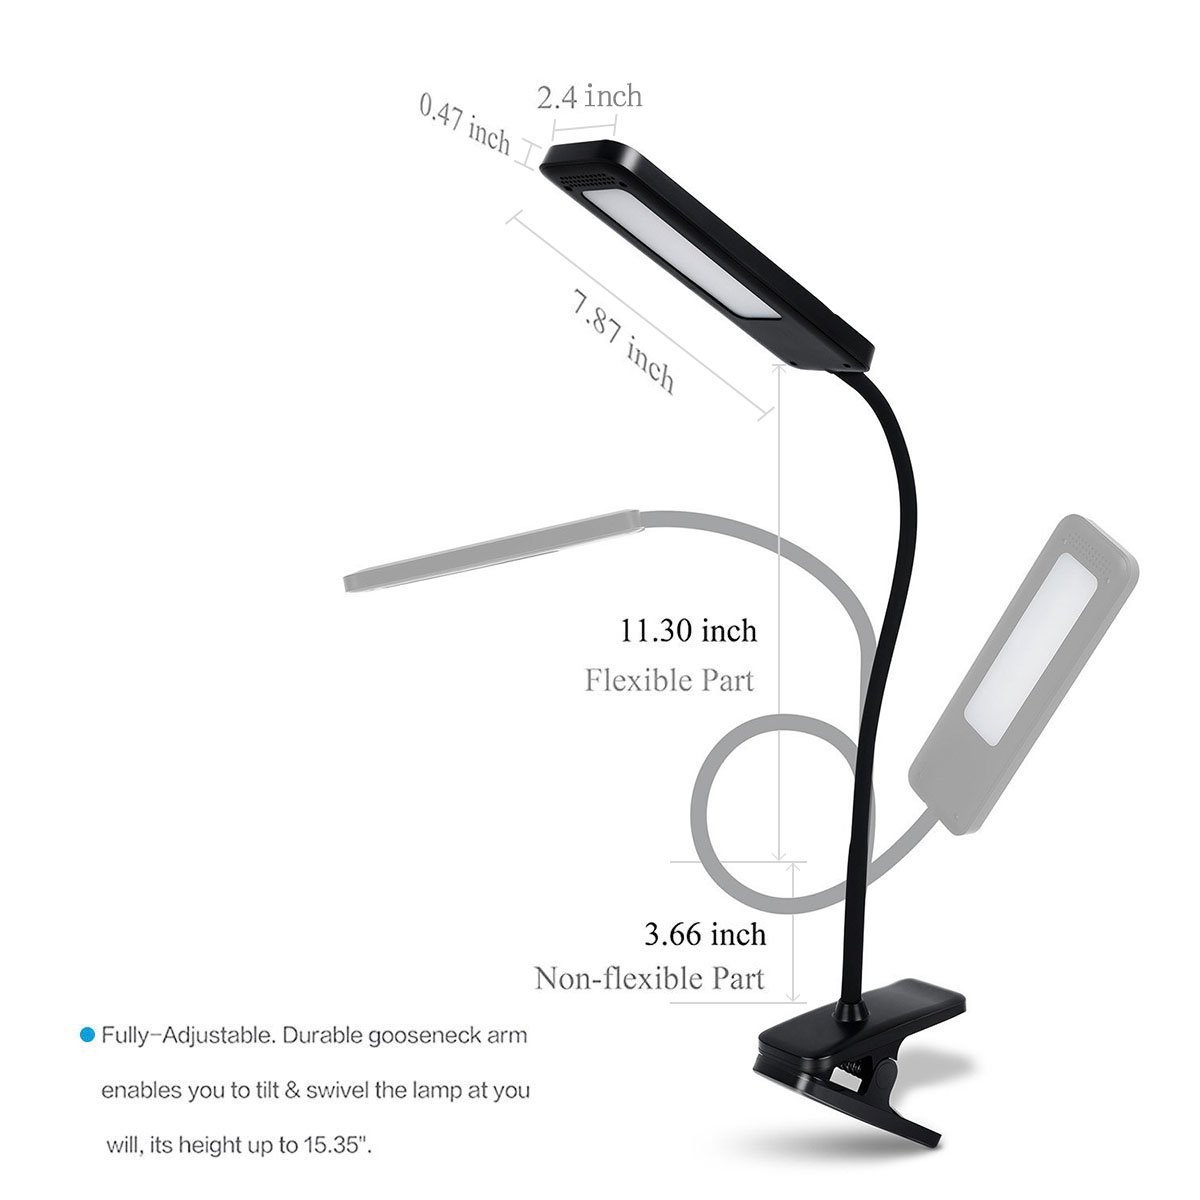 2.4 inch
0.47 inch
7.87 inch
11.30 inch
Flexible Part
3.66 inch
Non-flexible Part
Fully-Adjustable. Durable gooseneck arm
enables you to tilt & swivel the lamp at you
will, its height up to 15.35".